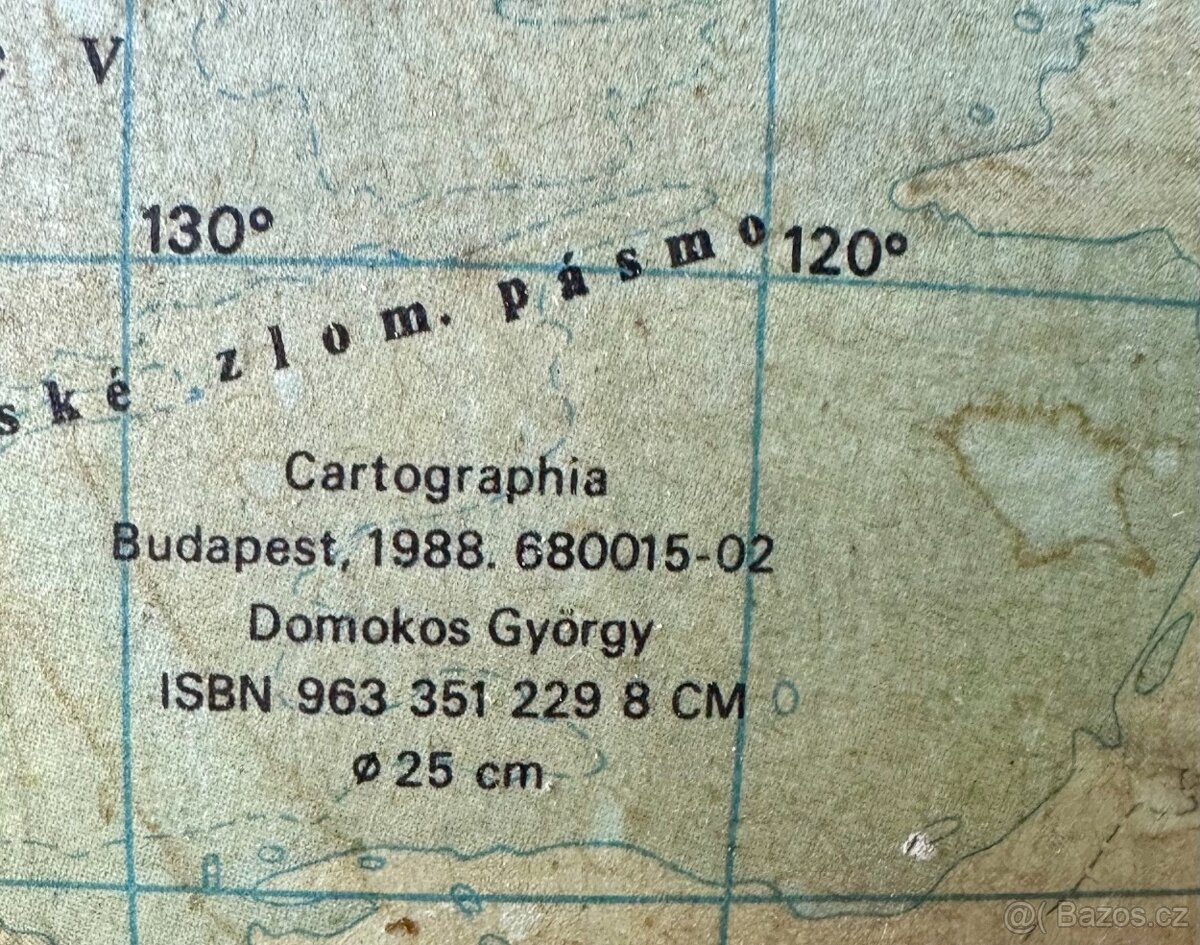 V
130°
120°
ské zlom. pásmo
Cartographia
Budapest, 1988. 680015-02
Domokos György
ISBN 963 351 229 8 CM
ø 25 cm
@( Bazos.cz